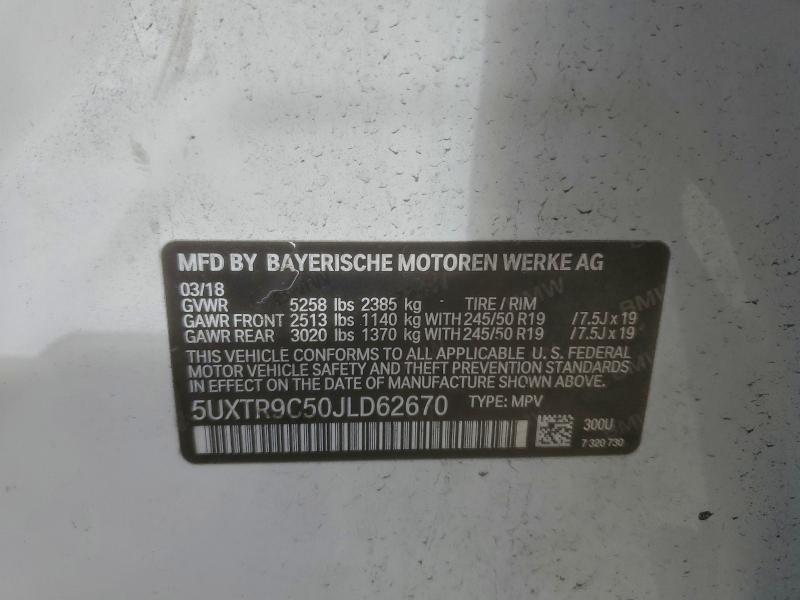 MFD BY BAYERISCHE MOTOREN WERKE AG
03/18
GVWR 5258 lbs 2385 kg TIRE / RIM
GAWR FRONT 2513 lbs 1140 kg WITH 245/50 R19 /7.5J x 19
GAWR REAR 3020 lbs 1370 kg WITH 245/50 R19 /7.5J x 19
THIS VEHICLE CONFORMS TO ALL APPLICABLE U. S. FEDERAL
MOTOR VEHICLE SAFETY AND THEFT PREVENTION STANDARDS
IN EFFECT ON THE DATE OF MANUFACTURE SHOWN ABOVE.
5UXTR9C50JLD62670 TYPE: MPV
300U
7 320 730
BMW
BMW
BMW